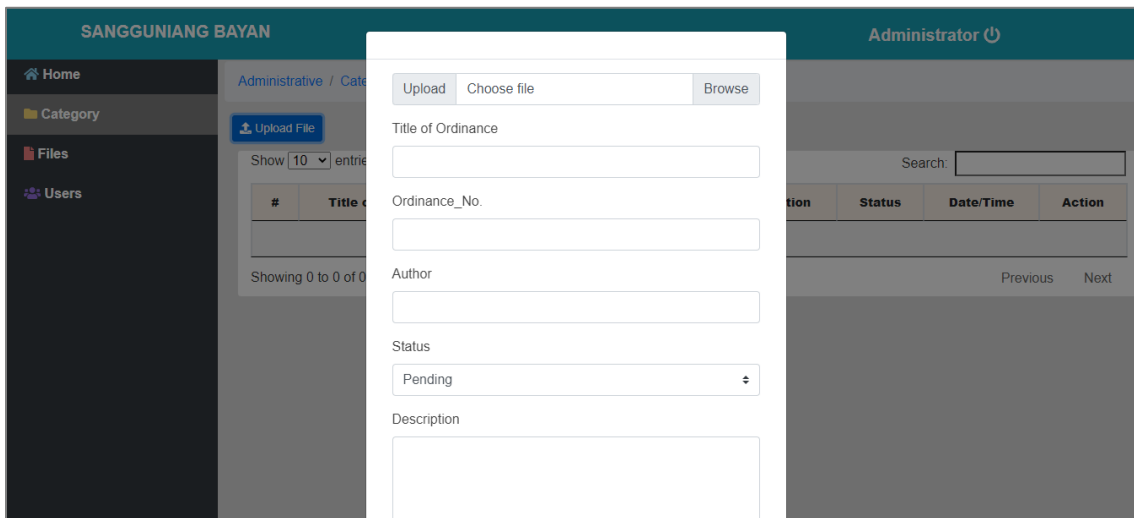 SANGGUNIANG BAYAN
Administrator
Home
Category
Files
Users
Administrative / Cate
Upload File
Show 10 entrie
Search:
# Title o tion Status Date/Time Action
Showing 0 to 0 of 0
Previous Next
Upload Choose file Browse
Title of Ordinance
Ordinance_No.
Author
Status
Pending
Description